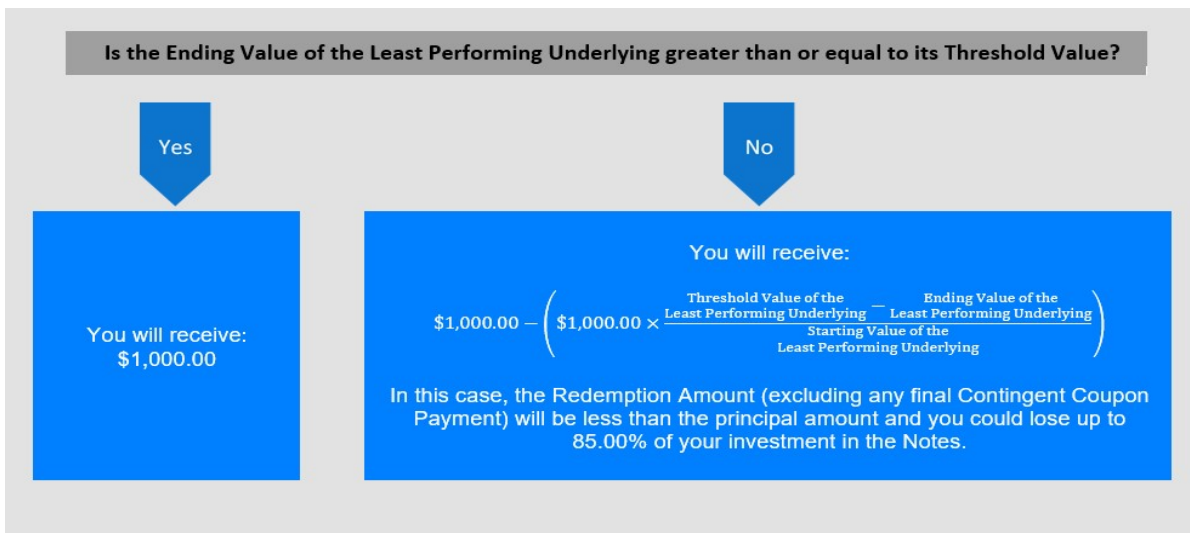 Is the Ending Value of the Least Performing Underlying greater than or equal to its Threshold Value?
Yes
No
You will receive:
$1,000.00
You will receive:
$1,000.00 − ($1,000.00 × (Threshold Value of the Least Performing Underlying − Ending Value of the Least Performing Underlying) / Starting Value of the Least Performing Underlying)
In this case, the Redemption Amount (excluding any final Contingent Coupon
Payment) will be less than the principal amount and you could lose up to
85.00% of your investment in the Notes.